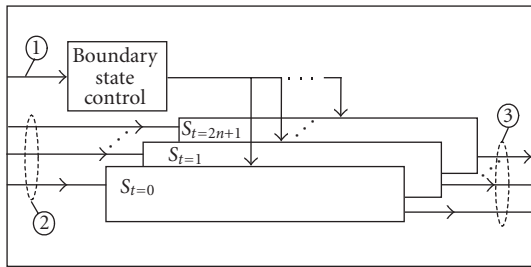 1
Boundary
state
control
3
S_{t=2n+1}
S_{t=1}
S_{t=0}
2